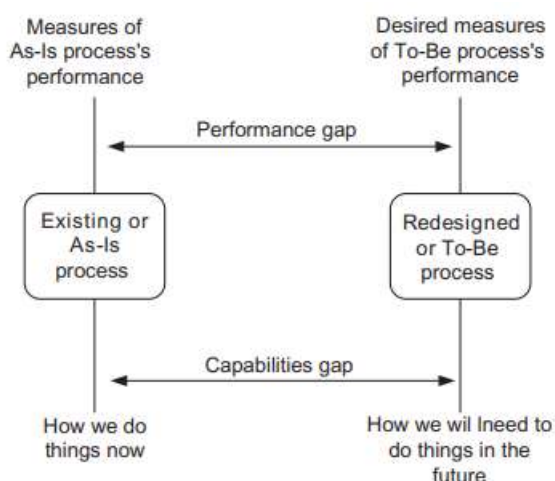 Measures of
As-Is process's
performance
Desired measures
of To-Be process's
performance
Performance gap
Existing or
As-Is
process
Redesigned
or To-Be
process
Capabilities gap
How we do
things now
How we wil lneed to
do things in the
future